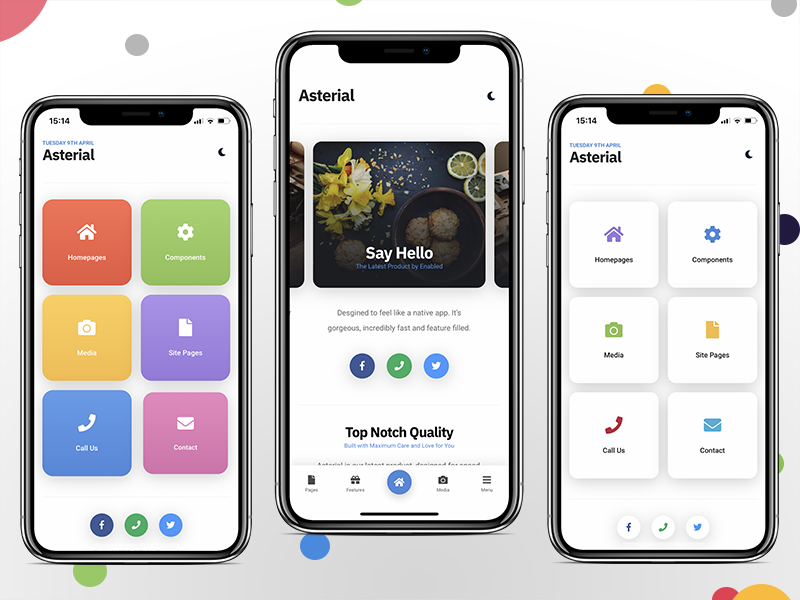 15:14
TUESDAY 9TH APRIL
Asterial
Homepages
Components
Media
Site Pages
Call Us
Contact
Asterial
Say Hello
The Latest Product by Enabled
Desgined to feel like a native app. It's
gorgeous, incredibly fast and feature filled.
Top Notch Quality
Built with Maximum Care and Love for You
Asterial is our latest product, designed for speed
Pages
Features
Media
Menu
15:14
TUESDAY 9TH APRIL
Asterial
Homepages
Components
Media
Site Pages
Call Us
Contact